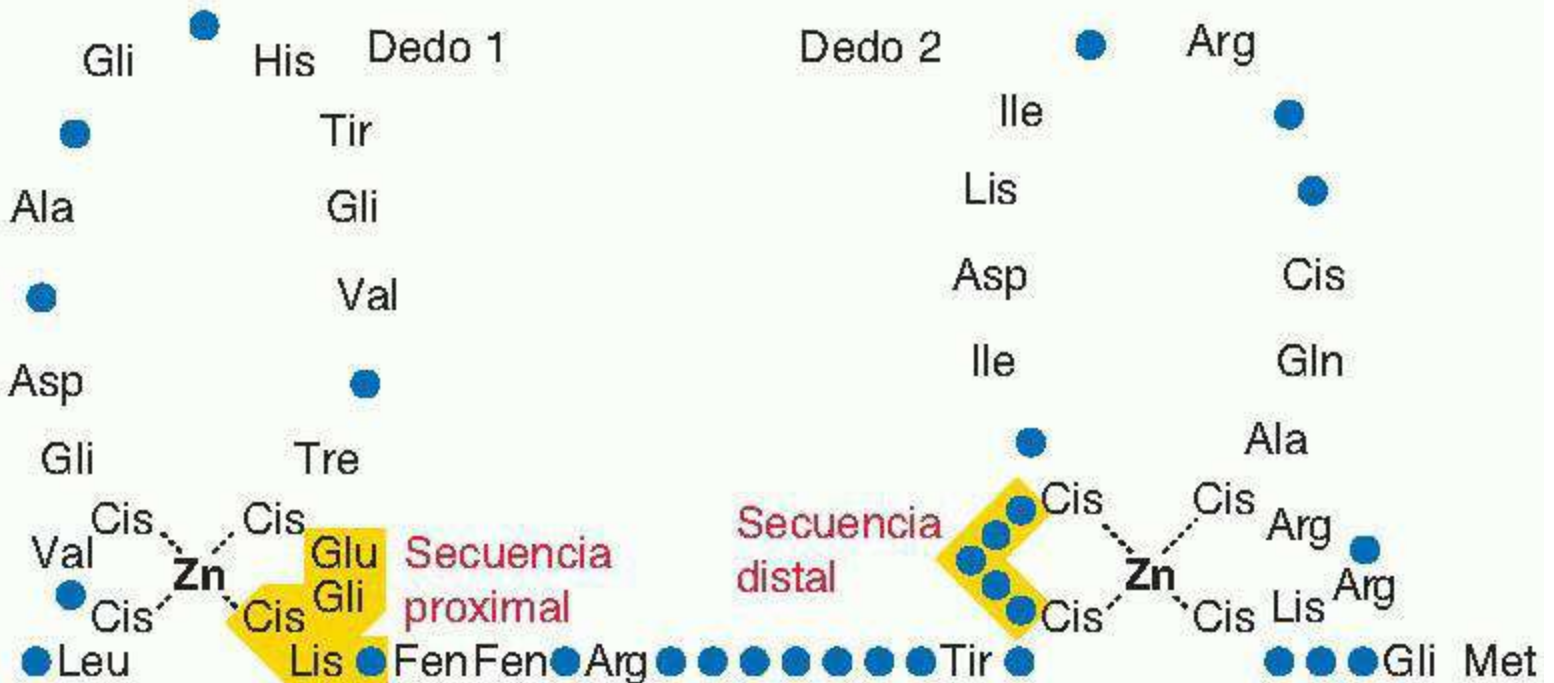 Gli His Dedo 1 Dedo 2 Arg
Tir Ile
Ala Gli Lis
Val Asp Cis
Asp Ile Gln
Gli Tre Ala
Cis Cis Cis Cis
Val Glu Secuencia Secuencia Arg
Zn Zn
Gli proximal distal Arg
Cis Cis Cis Cis Lis
Leu Lis Fen Fen Arg Tir Gli Met